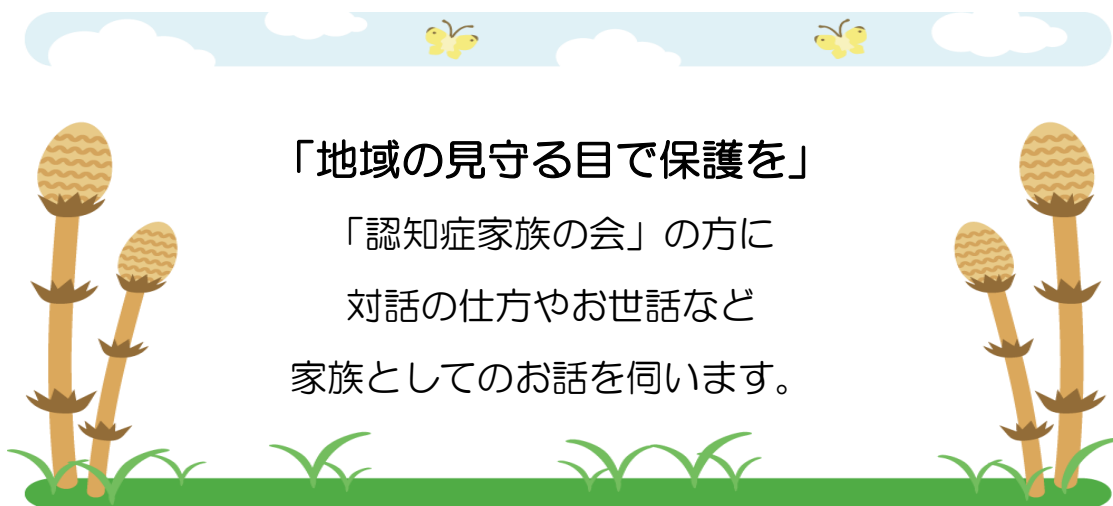 「地域の見守る目で保護を」
「認知症家族の会」の方に
対話の仕方やお世話など
家族としてのお話を伺います。